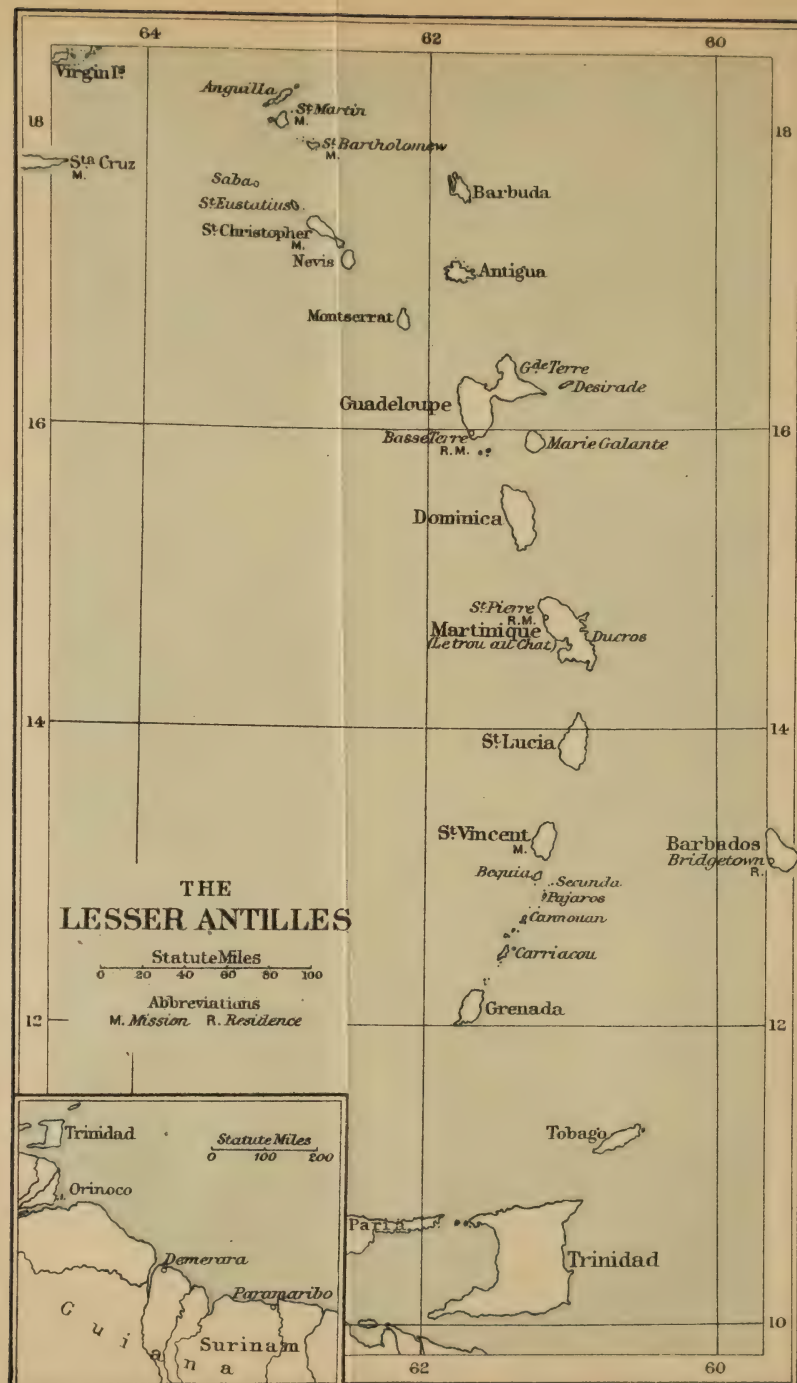 64 62 60
Virgin Iˢ
Anguilla
Sᵗ Martin
M.
18 18
Sᵗ Bartholomew
M.
Sᵗᵃ Cruz
M.
Saba
Barbuda
Sᵗ Eustatius
Sᵗ Christopher
M.
Nevis
Antigua
Montserrat
Gᵈᵉ Terre
Desirade
Guadeloupe
16 16
Basse Terre
R.M.
Marie Galante
Dominica
Sᵗ Pierre
R.M.
Martinique
(Le trou au Chat)
Ducros
14 14
Sᵗ Lucia
Sᵗ Vincent
M.
Barbados
Bridgetown
R.
Bequia
Secunda
Pajaros
Cannouan
Carriacou
THE
LESSER ANTILLES
Statute Miles
0 20 40 60 80 100
Abbreviations
M. Mission R. Residence
Grenada
12 12
Tobago
Trinidad
Statute Miles
0 100 200
Orinoco
Demerara
Paramaribo
Guiana
Surinam
Paria
Trinidad
10
62 60